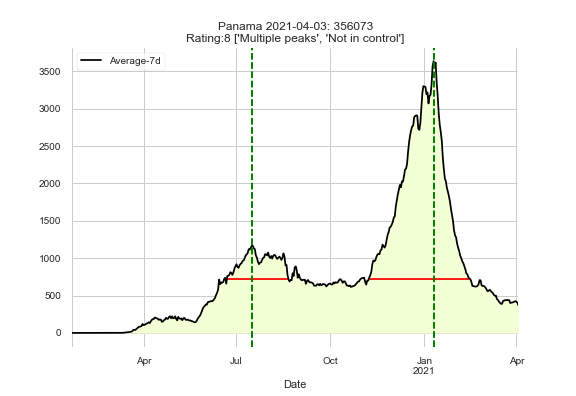 Panama 2021-04-03: 356073
Rating:8 ['Multiple peaks', 'Not in control']
Average-7d
3500
3000
2500
2000
1500
1000
500
0
Apr
Jul
Oct
Jan
2021
Apr
Date